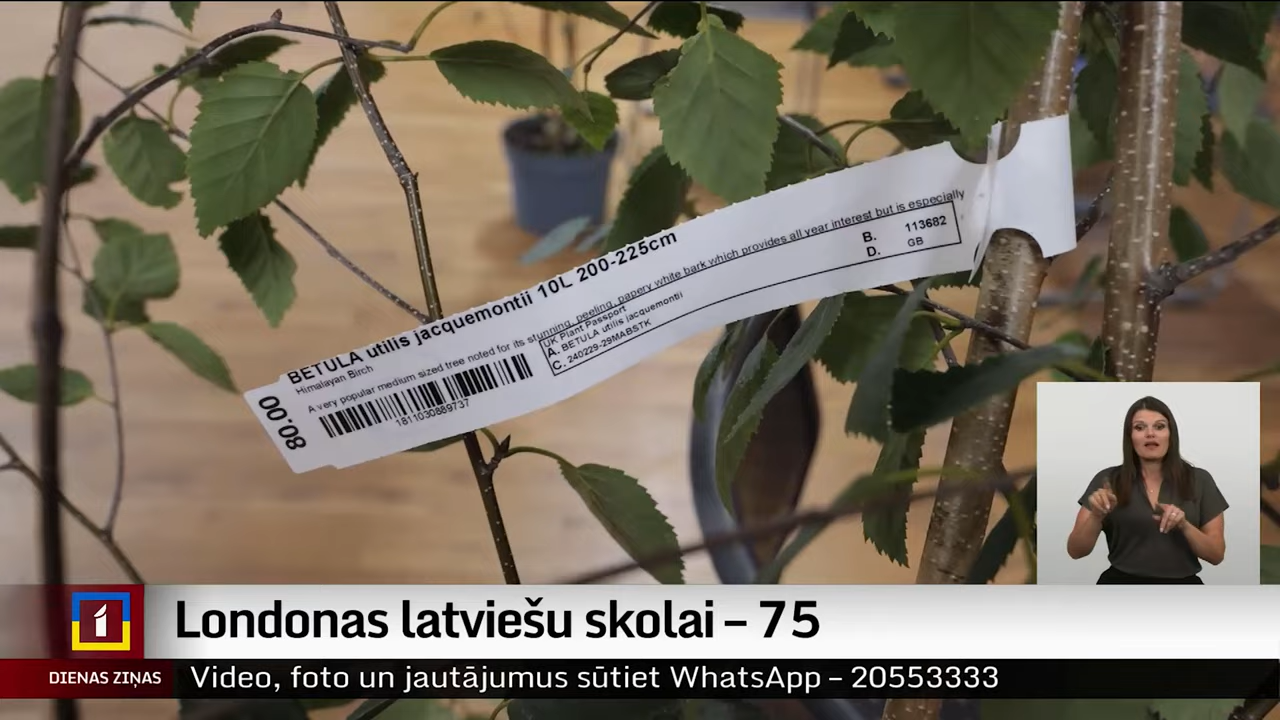 BETULA utilis jacquemontii 10L 200-225cm
Himalayan Birch
A very popular medium sized tree noted for its stunning, peeling, papery white bark which provides all year interest but is especially
80.00
1811030889737
UK Plant Passport
A. BETULA utilis jacquemontii
B. 113682
C. 240229-29MABSTK
D. GB
1
Londonas latviešu skolai – 75
DIENAS ZIŅAS
Video, foto un jautājumus sūtiet WhatsApp – 20553333